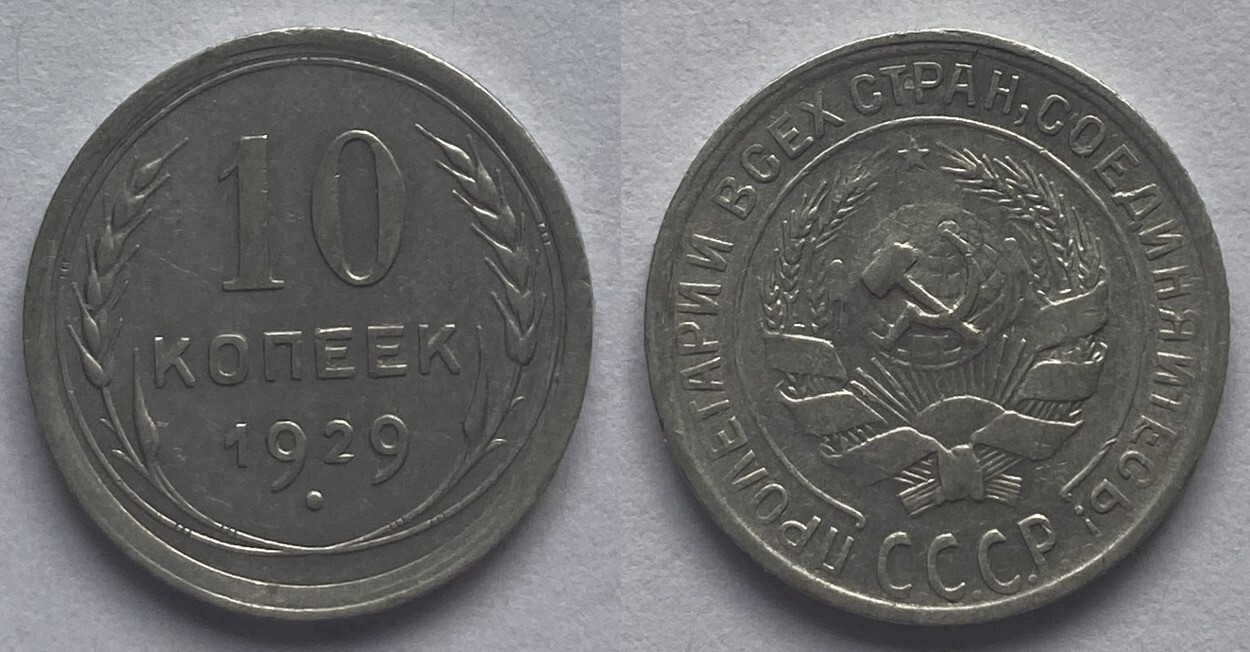 10
КОПЕЕК
1929
ПРОЛЕТАРИИ ВСЕХ СТРАН, СОЕДИНЯЙТЕСЬ!
СССР